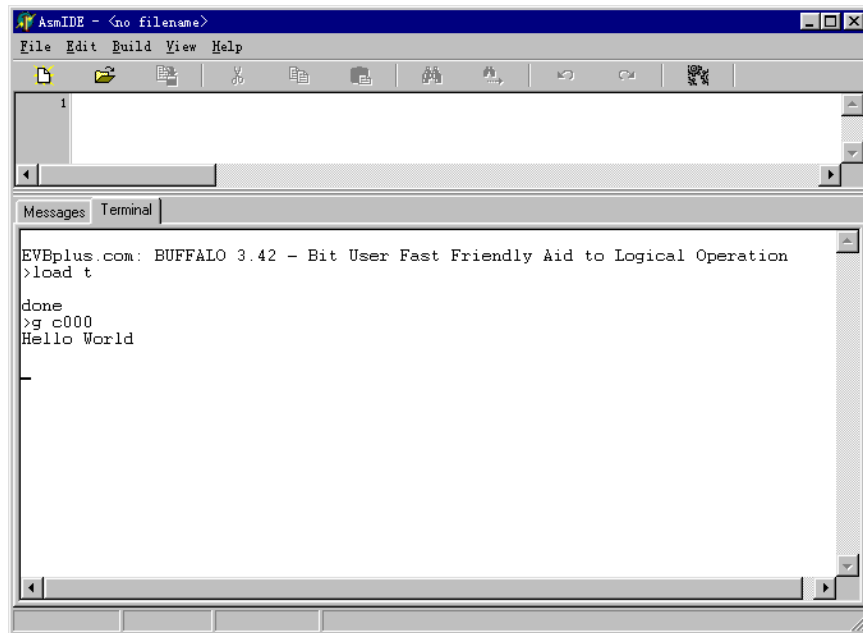 AsmIDE - <no filename>
File Edit Build View Help
1
Messages Terminal
EVBplus.com: BUFFALO 3.42 - Bit User Fast Friendly Aid to Logical Operation
>load t
done
>g c000
Hello World